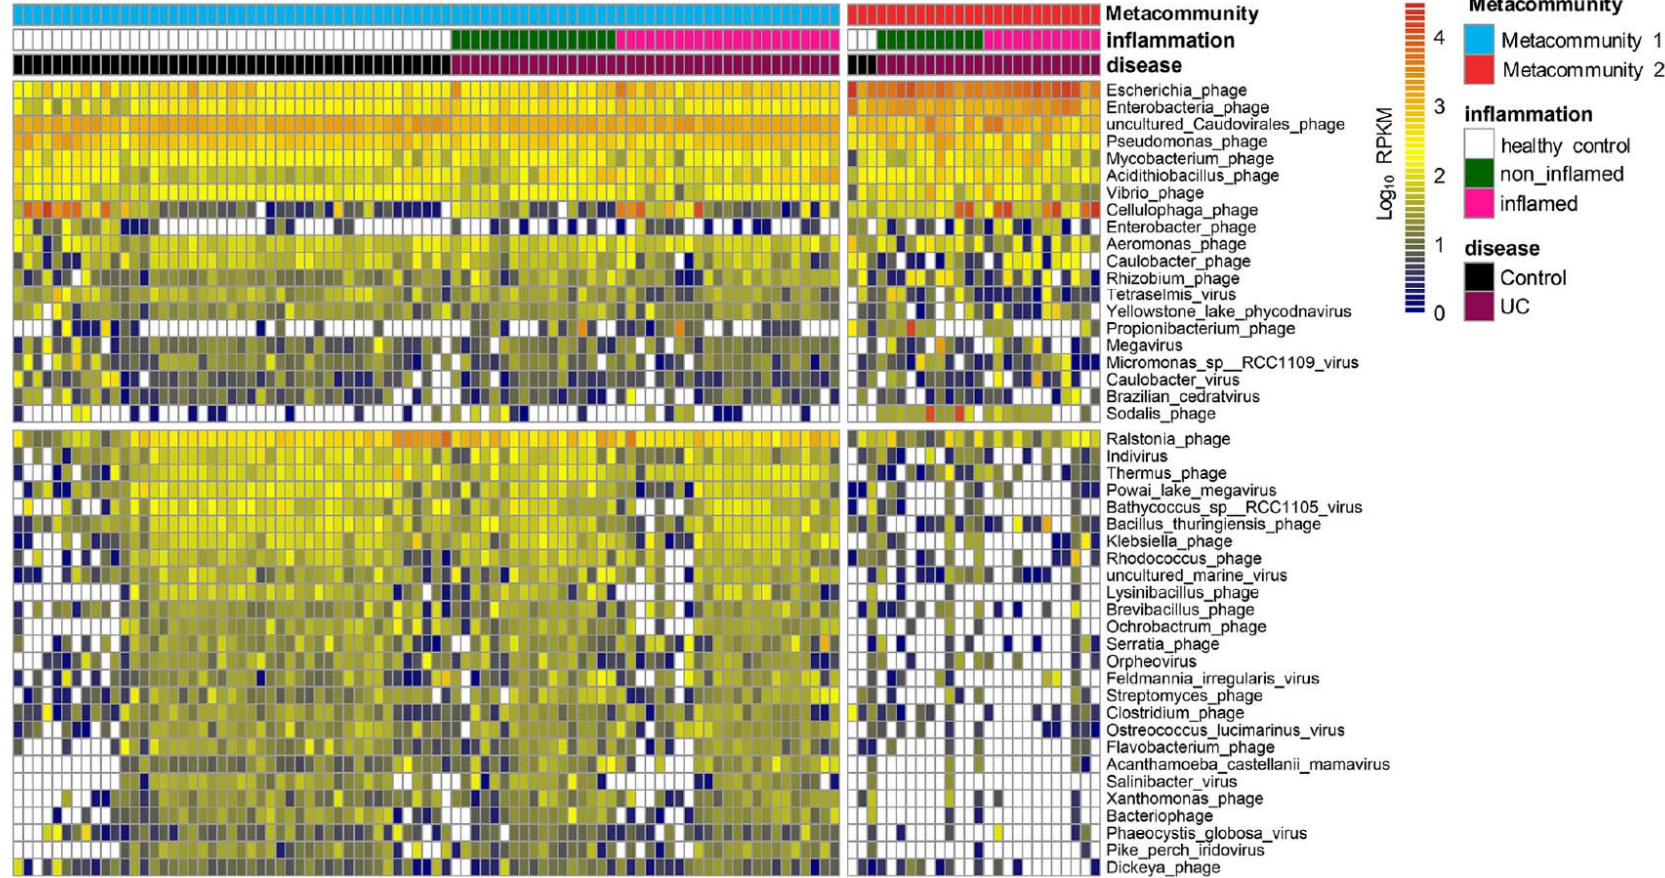 Metacommunity
inflammation
disease
Escherichia_phage
Enterobacteria_phage
uncultured_Caudovirales_phage
Pseudomonas_phage
Mycobacterium_phage
Acidithiobacillus_phage
Vibrio_phage
Cellulophaga_phage
Enterobacter_phage
Aeromonas_phage
Caulobacter_phage
Rhizobium_phage
Tetraselmis_virus
Yellowstone_lake_phycodnavirus
Propionibacterium_phage
Megavirus
Micromonas_sp__RCC1109_virus
Caulobacter_virus
Brazilian_cedratvirus
Sodalis_phage
Ralstonia_phage
Indivirus
Thermus_phage
Powai_lake_megavirus
Bathycoccus_sp__RCC1105_virus
Bacillus_thuringiensis_phage
Klebsiella_phage
Rhodococcus_phage
uncultured_marine_virus
Lysinibacillus_phage
Brevibacillus_phage
Ochrobactrum_phage
Serratia_phage
Orpheovirus
Feldmannia_irregularis_virus
Streptomyces_phage
Clostridium_phage
Ostreococcus_lucimarinus_virus
Flavobacterium_phage
Acanthamoeba_castellanii_mamavirus
Salinibacter_virus
Xanthomonas_phage
Bacteriophage
Phaeocystis_globosa_virus
Pike_perch_iridovirus
Dickeya_phage
Log₁₀ RPKM
4
3
2
1
0
Metacommunity
Metacommunity 1
Metacommunity 2
inflammation
healthy control
non_inflamed
inflamed
disease
Control
UC